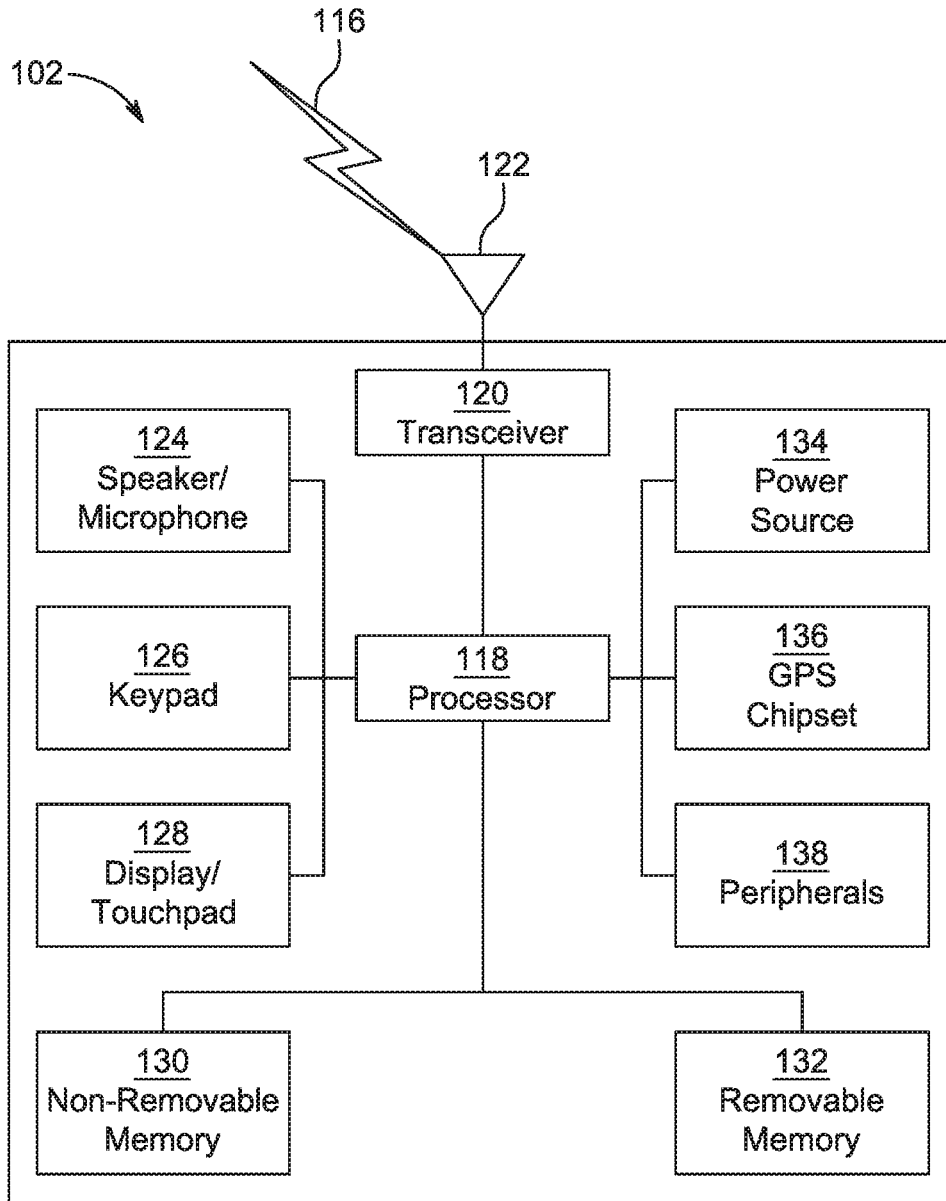 116
102
122
120
Transceiver
124
Speaker/
Microphone
134
Power
Source
126
Keypad
118
Processor
136
GPS
Chipset
128
Display/
Touchpad
138
Peripherals
130
Non-Removable
Memory
132
Removable
Memory